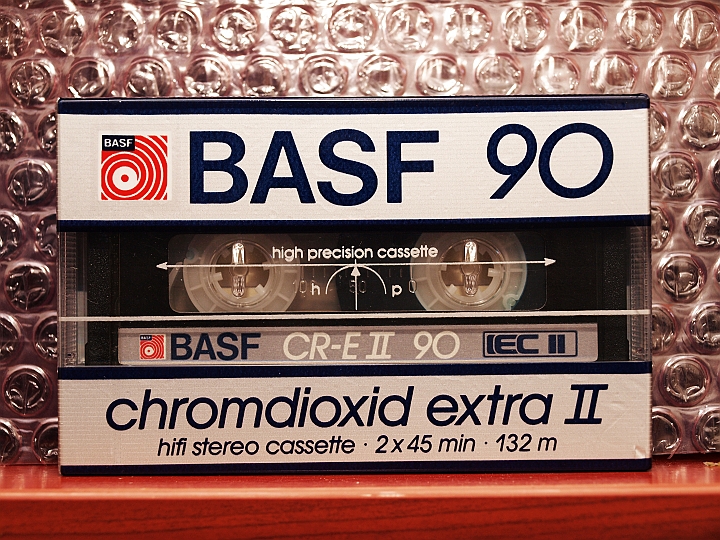 BASF
BASF 90
high precision cassette
h p
BASF CR-E II 90 IEC II
chromdioxid extra II
hifi stereo cassette · 2 x 45 min · 132 m